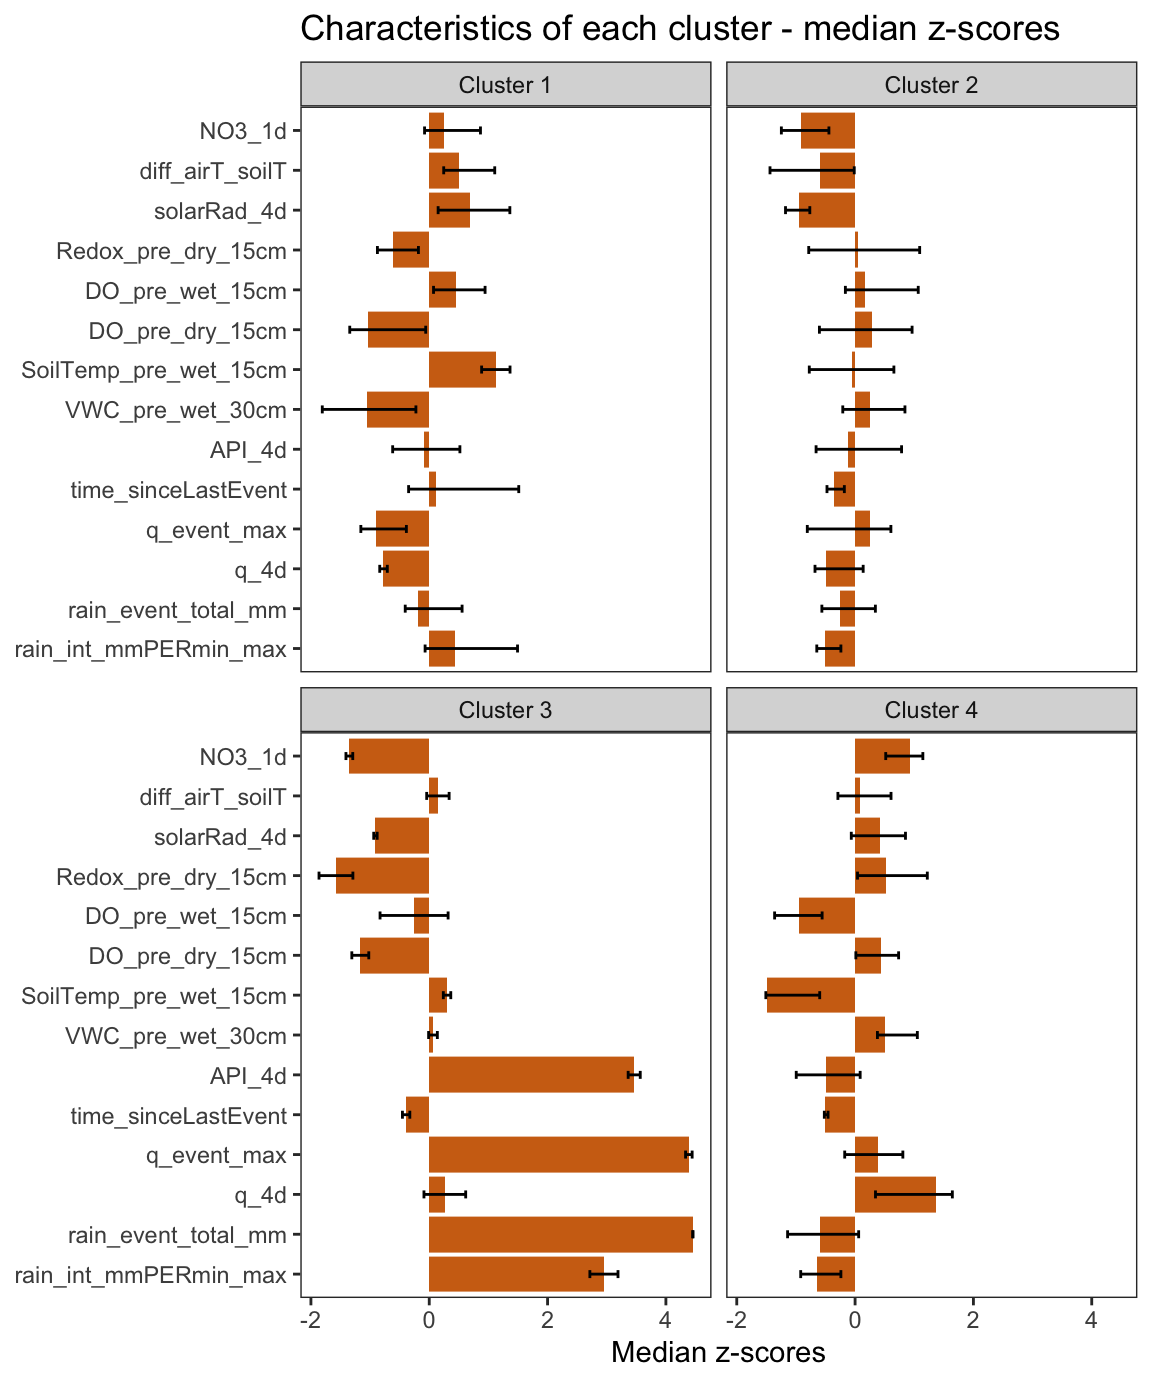 Characteristics of each cluster - median z-scores
Cluster 1
Cluster 2
NO3_1d
diff_airT_soilT
solarRad_4d
Redox_pre_dry_15cm
DO_pre_wet_15cm
DO_pre_dry_15cm
SoilTemp_pre_wet_15cm
VWC_pre_wet_30cm
API_4d
time_sinceLastEvent
q_event_max
q_4d
rain_event_total_mm
rain_int_mmPERmin_max
Cluster 3
Cluster 4
NO3_1d
diff_airT_soilT
solarRad_4d
Redox_pre_dry_15cm
DO_pre_wet_15cm
DO_pre_dry_15cm
SoilTemp_pre_wet_15cm
VWC_pre_wet_30cm
API_4d
time_sinceLastEvent
q_event_max
q_4d
rain_event_total_mm
rain_int_mmPERmin_max
-2 0 2 4
-2 0 2 4
Median z-scores